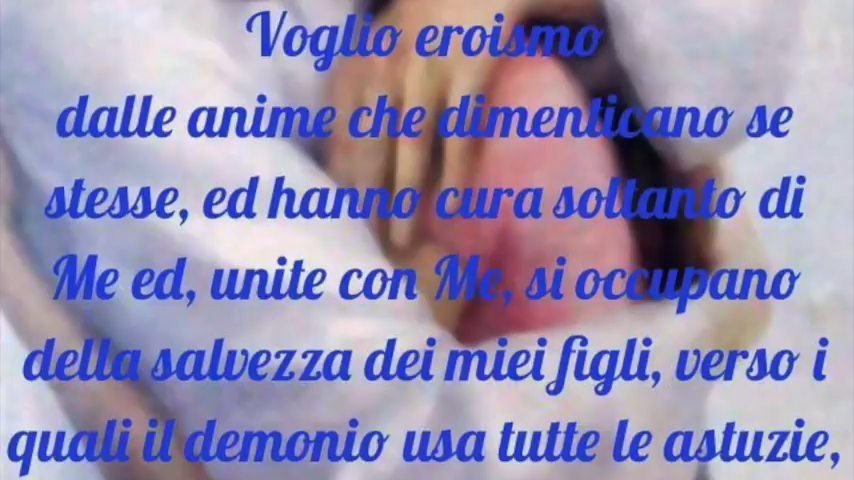 Voglio eroismo
dalle anime che dimenticano se
stesse, ed hanno cura soltanto di
Me ed, unite con Me, si occupano
della salvezza dei miei figli, verso i
quali il demonio usa tutte le astuzie,